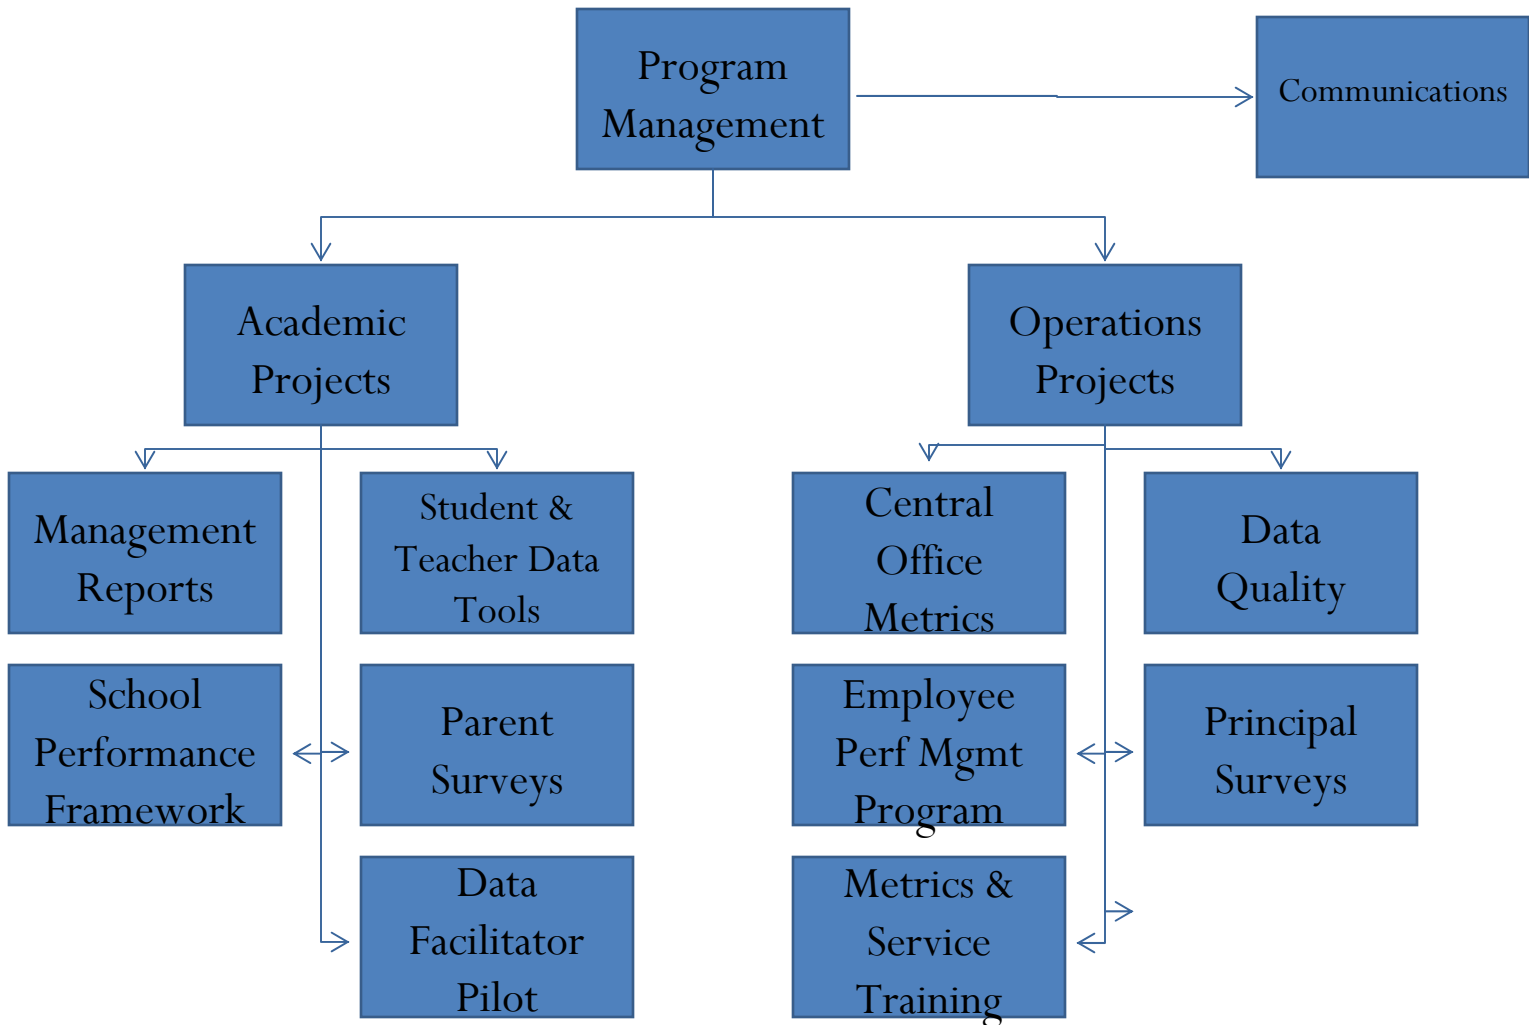 Program
Management
Communications
Academic
Projects
Operations
Projects
Management
Reports
Student &
Teacher Data
Tools
Central
Office
Metrics
Data
Quality
School
Performance
Framework
Parent
Surveys
Employee
Perf Mgmt
Program
Principal
Surveys
Data
Facilitator
Pilot
Metrics &
Service
Training